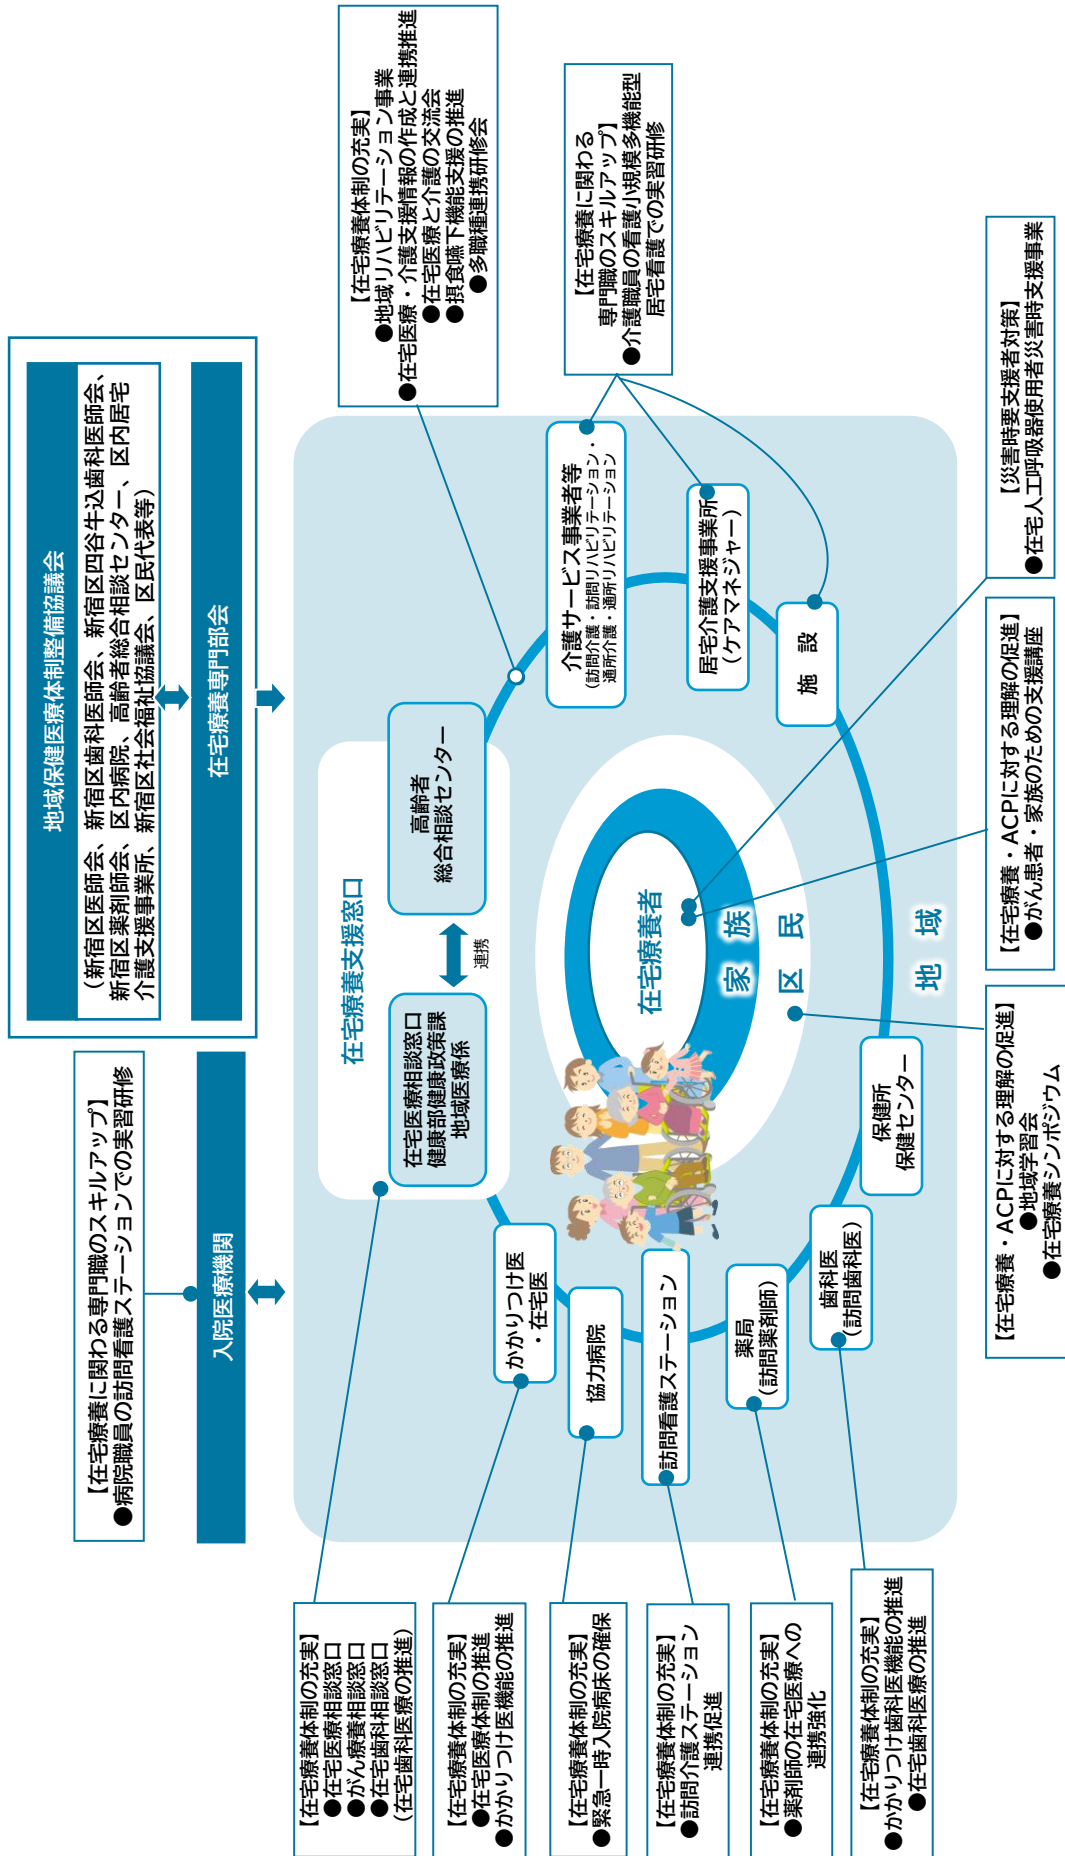 地域保健医療体制整備協議会
（新宿区医師会、新宿区歯科医師会、新宿区四谷牛込歯科医師会、
新宿区薬剤師会、区内病院、高齢者総合相談センター、区内居宅
介護支援事業所、新宿区社会福祉協議会、区民代表等）
在宅療養専門部会
【在宅療養に関わる専門職のスキルアップ】
●病院職員の訪問看護ステーションでの実習研修
入院医療機関
【在宅療養体制の充実】
●在宅医療相談窓口
●がん療養相談窓口
●在宅歯科相談窓口
（在宅歯科医療の推進）
【在宅療養体制の充実】
●在宅医療体制の推進
●かかりつけ医機能の推進
【在宅療養体制の充実】
●緊急一時入院病床の確保
【在宅療養体制の充実】
●訪問介護ステーション
連携促進
【在宅療養体制の充実】
●薬剤師の在宅医療への
連携強化
【在宅療養体制の充実】
●かかりつけ歯科医機能の推進
●在宅歯科医療の推進
在宅療養支援窓口
在宅医療相談窓口
健康部健康政策課
地域医療係
連携
高齢者
総合相談センター
かかりつけ医
・在宅医
協力病院
訪問看護ステーション
薬局
（訪問薬剤師）
歯科医
（訪問歯科医）
保健所
保健センター
在宅療養者
家族
区民
地域
介護サービス事業者等
（訪問介護・訪問リハビリテーション・
通所介護・通所リハビリテーション
居宅介護支援事業所
（ケアマネジャー）
施設
【在宅療養体制の充実】
●地域リハビリテーション事業
●在宅医療・介護支援情報の作成と連携推進
●在宅医療と介護の交流会
●摂食嚥下機能支援の推進
●多職種連携研修会
【在宅療養に関わる
専門職のスキルアップ】
●介護職員の看護小規模多機能型
居宅看護での実習研修
【災害時要支援者対策】
●在宅人工呼吸器使用者災害時支援事業
【在宅療養・ACPに対する理解の促進】
●がん患者・家族のための支援講座
【在宅療養・ACPに対する理解の促進】
●地域学習会
●在宅療養シンポジウム